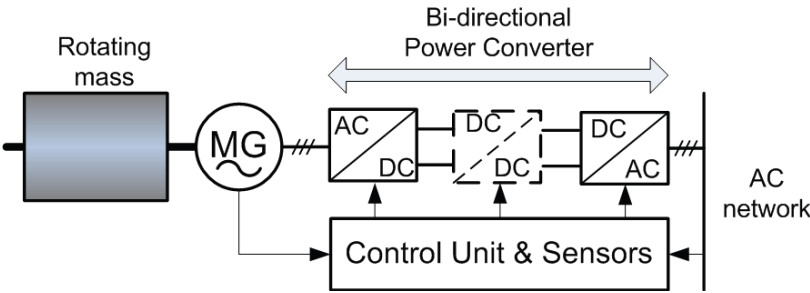 Bi-directional
Power Converter
Rotating
mass
MG
AC
DC
DC
DC
DC
AC
AC
network
Control Unit & Sensors